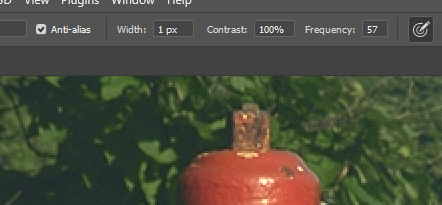 3D View Plugins Window Help
Anti-alias Width: 1 px Contrast: 100% Frequency: 57